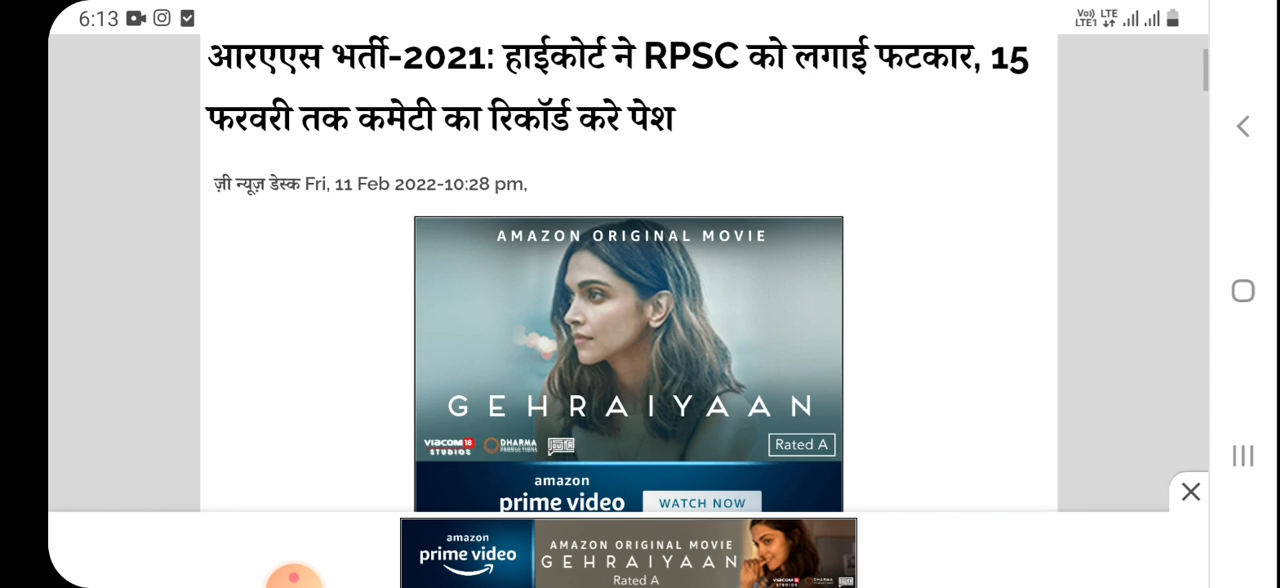 6:13
Vo)) LTE
LTE1
आरएएस भर्ती-2021: हाईकोर्ट ने RPSC को लगाई फटकार, 15
फरवरी तक कमेटी का रिकॉर्ड करे पेश
ज़ी न्यूज़ डेस्क Fri, 11 Feb 2022-10:28 pm,
AMAZON ORIGINAL MOVIE
GEHRAIYAAN
VIACOM18 STUDIOS DHARMA PRODUCTIONS
Rated A
amazon
prime video WATCH NOW
amazon
prime video
AMAZON ORIGINAL MOVIE
GEHRAIYAAN
Rated A